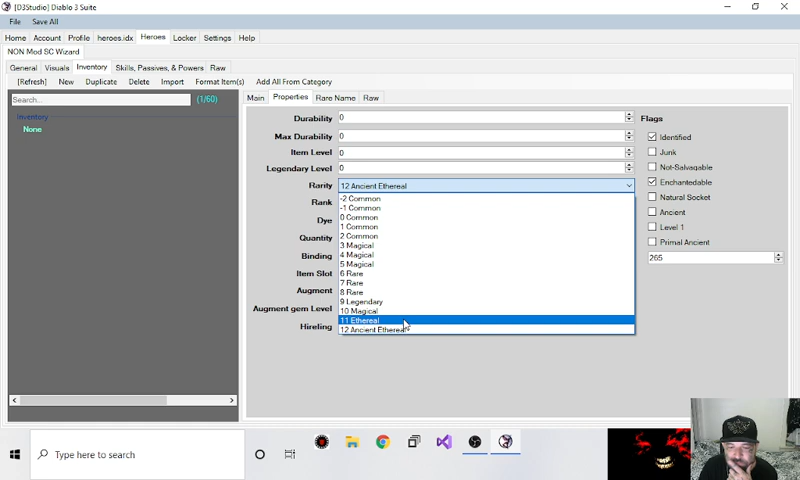 [D3Studio] Diablo 3 Suite
File Save All
Home Account Profile heroes.idx Heroes Locker Settings Help
NON Mod SC Wizard
General Visuals Inventory Skills, Passives, & Powers Raw
[Refresh] New Duplicate Delete Import Format Item(s) Add All From Category
Search... (1/60)
Inventory
None
Main Properties Rare Name Raw
Durability 0
Max Durability 0
Item Level 0
Legendary Level 0
Rarity 12 Ancient Ethereal
-2 Common
-1 Common
0 Common
1 Common
2 Common
3 Magical
4 Magical
5 Magical
6 Rare
7 Rare
8 Rare
9 Legendary
10 Magical
11 Ethereal
12 Ancient Ethereal
Rank
Dye
Quantity
Binding
Item Slot
Augment
Augment gem Level
Hireling
Flags
Identified
Junk
Not-Salvagable
Enchantedable
Natural Socket
Ancient
Level 1
Primal Ancient
265
Type here to search